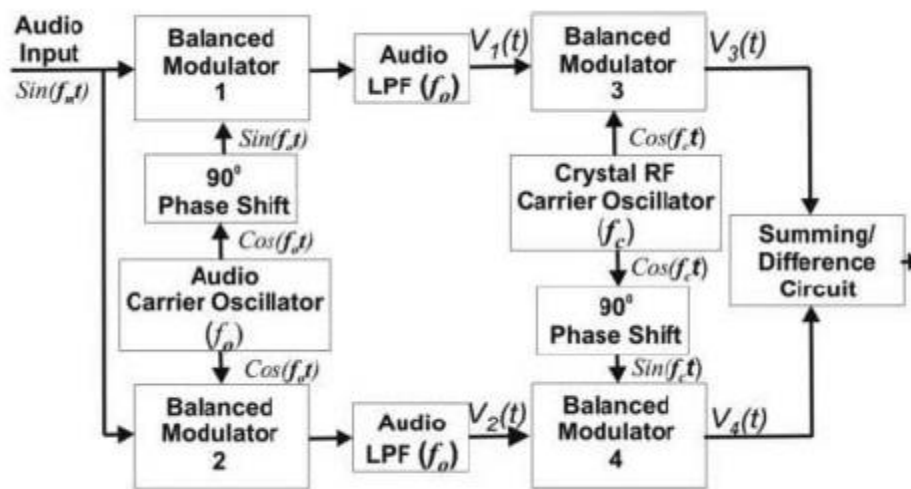 Audio
Input
Sin(fmt)
Balanced
Modulator
1
Audio
LPF (fo)
V1(t)
Balanced
Modulator
3
V3(t)
Sin(fot)
90⁰
Phase Shift
Cos(fot)
Audio
Carrier Oscillator
(fo)
Cos(fot)
Balanced
Modulator
2
Audio
LPF (fo)
V2(t)
Cos(fct)
Crystal RF
Carrier Oscillator
(fc)
Cos(fct)
90⁰
Phase Shift
Sin(fct)
Balanced
Modulator
4
V4(t)
Summing/
Difference
Circuit